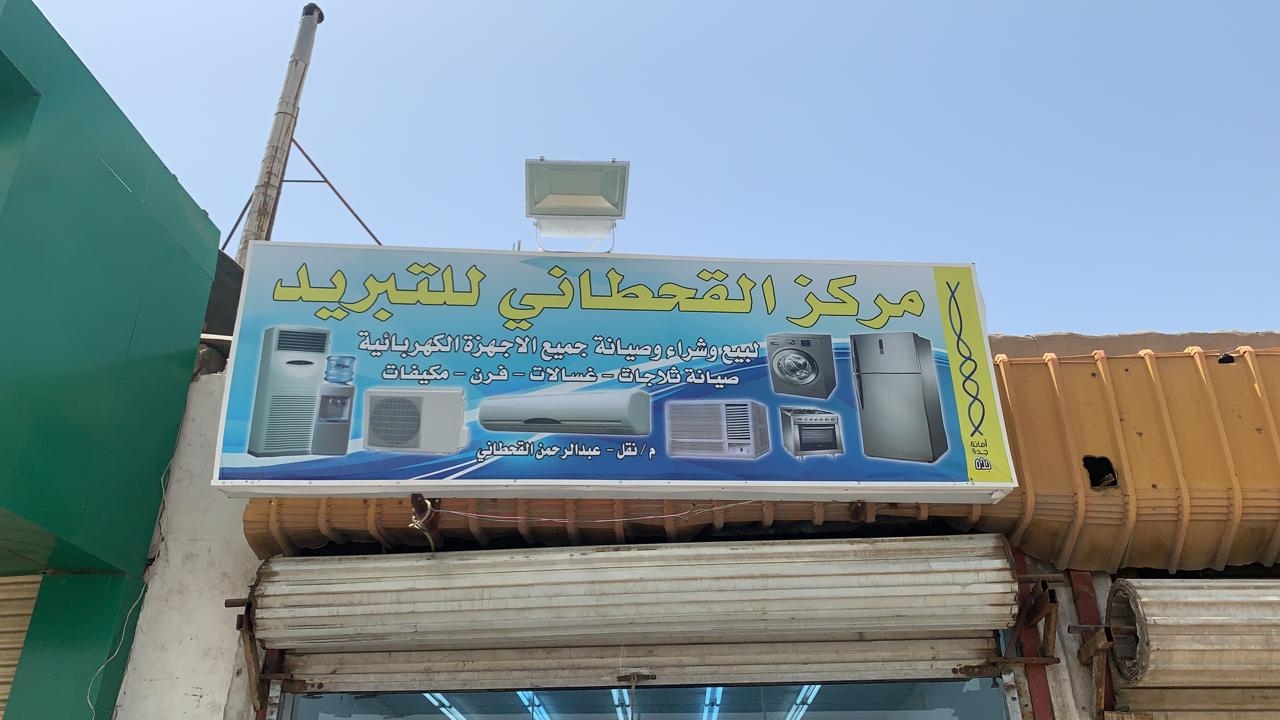 مركز القحطاني للتبريد
لبيع وشراء وصيانة جميع الاجهزة الكهربائية
صيانة ثلاجات - غسالات - فرن - مكيفات
م / نقل - عبدالرحمن القحطاني
أمانة
جدة